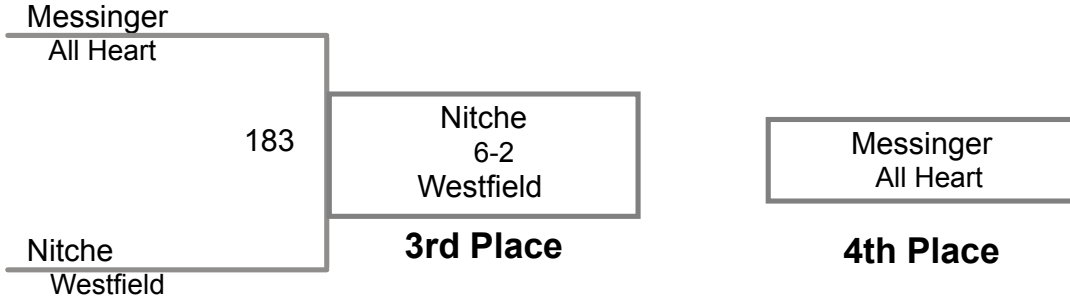 Messinger
All Heart
183
Nitche
6-2
Westfield
3rd Place
Messinger
All Heart
4th Place
Nitche
Westfield